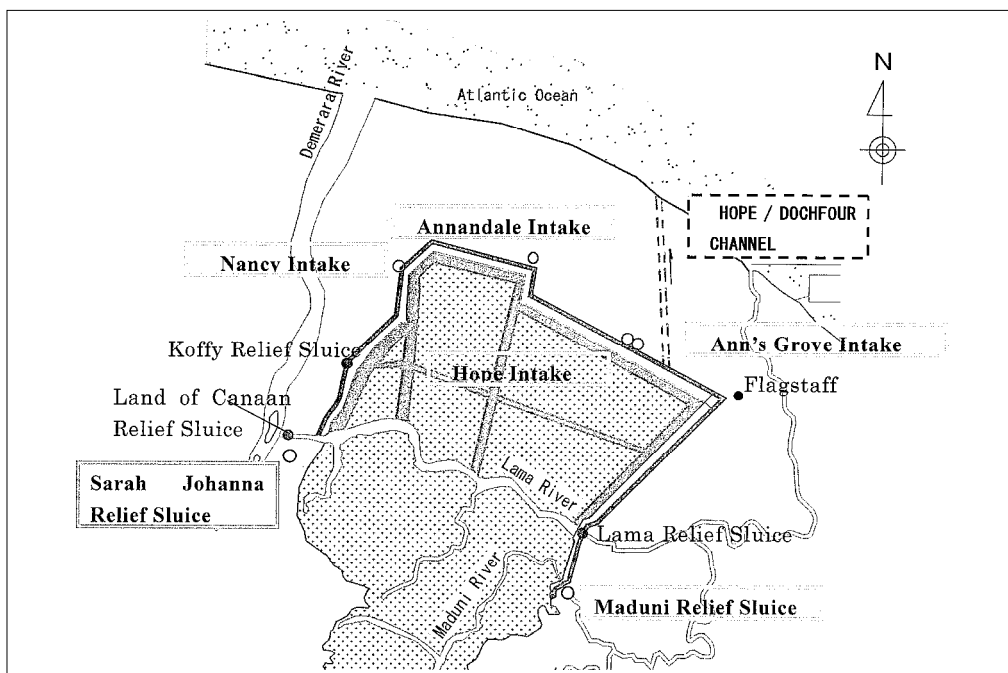 Demerara River
Atlantic Ocean
N
HOPE / DOCHFOUR
CHANNEL
Annandale Intake
Nancy Intake
Ann's Grove Intake
Koffy Relief Sluice
Hope Intake
Flagstaff
Land of Canaan
Relief Sluice
Sarah Johanna
Relief Sluice
Lama River
Lama Relief Sluice
Maduni River
Maduni Relief Sluice